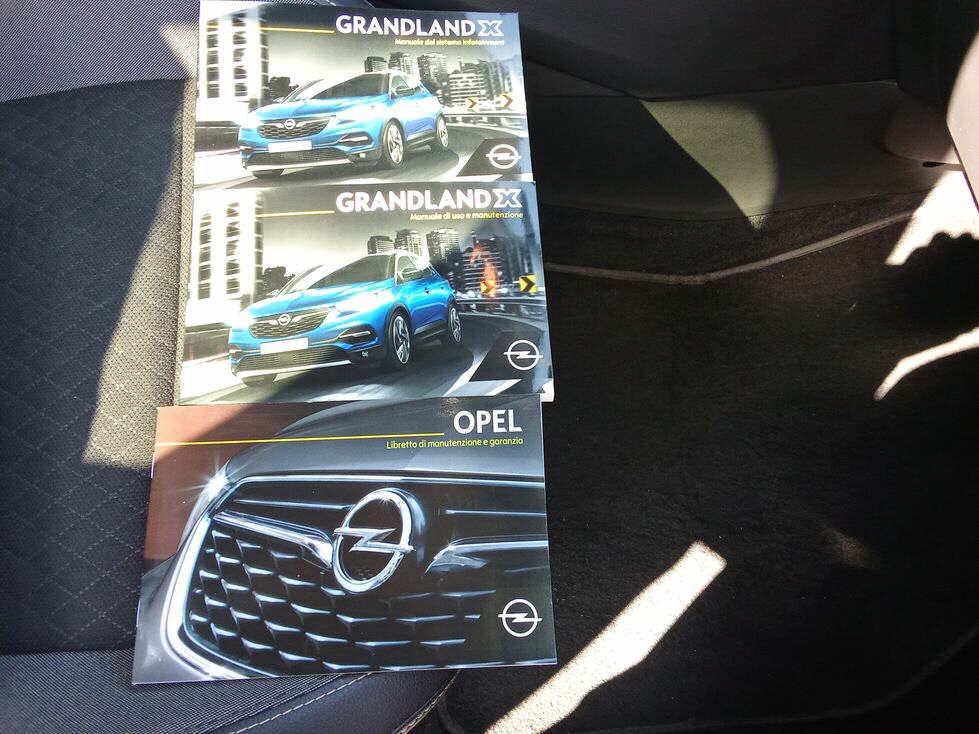 GRANDLAND X
Manuale del sistema Infotainment
GRANDLAND X
Manuale di uso e manutenzione
OPEL
Libretto di manutenzione e garanzia